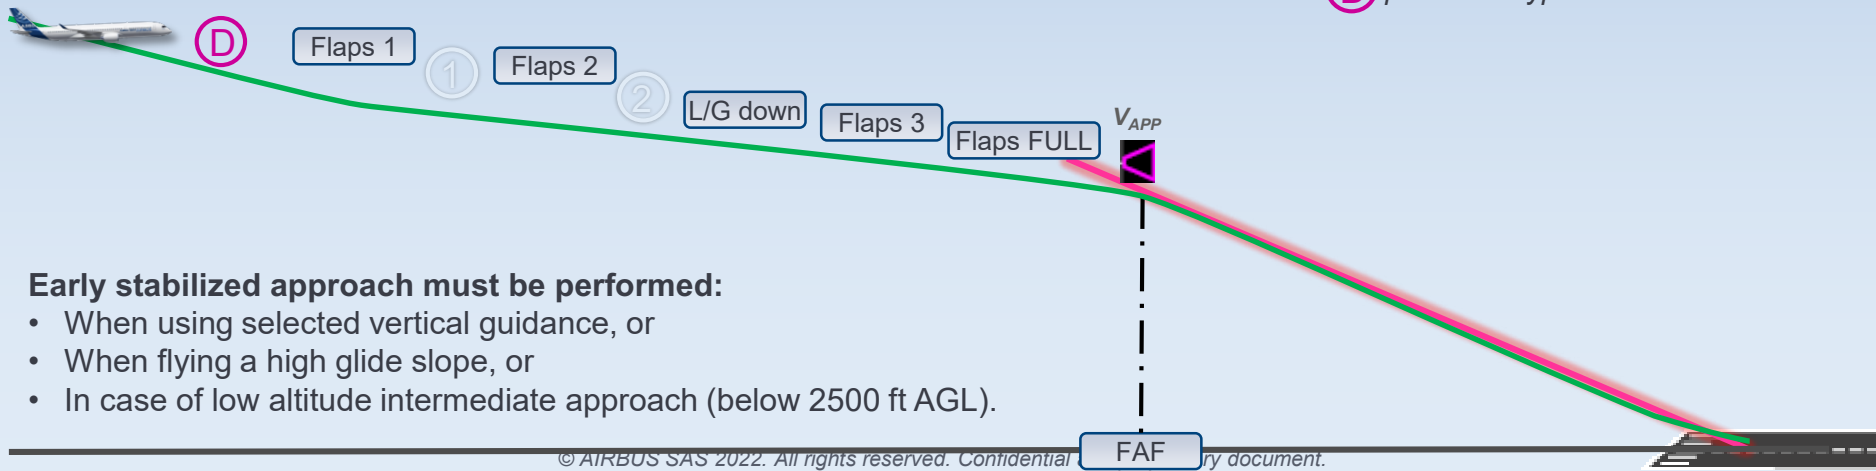 D
Flaps 1
1
Flaps 2
2
L/G down
Flaps 3
Flaps FULL
VAPP
Early stabilized approach must be performed:
• When using selected vertical guidance, or
• When flying a high glide slope, or
• In case of low altitude intermediate approach (below 2500 ft AGL).
FAF
© AIRBUS SAS 2022. All rights reserved. Confidential document.